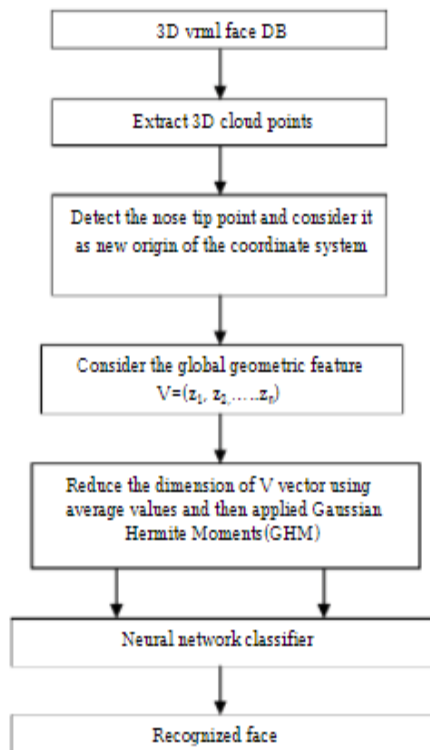 3D vrml face DB
Extract 3D cloud points
Detect the nose tip point and consider it
as new origin of the coordinate system
Consider the global geometric feature
V=(z₁, z₂,.....zₙ)
Reduce the dimension of V vector using
average values and then applied Gaussian
Hermite Moments(GHM)
Neural network classifier
Recognized face